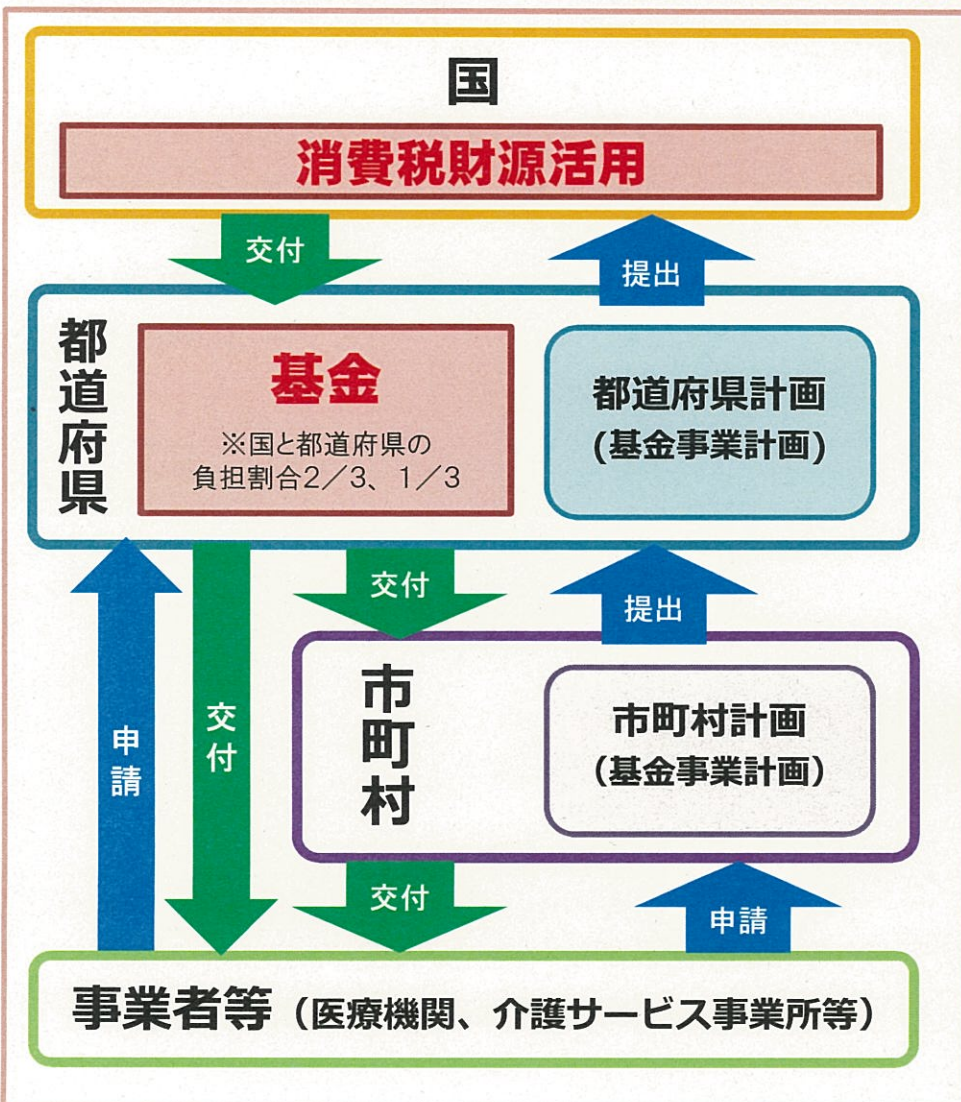 国
消費税財源活用
交付
提出
都道府県
基金
※国と都道府県の
負担割合2／3、1／3
都道府県計画
(基金事業計画)
申請
交付
交付
提出
市町村
市町村計画
(基金事業計画)
交付
申請
事業者等（医療機関、介護サービス事業所等）